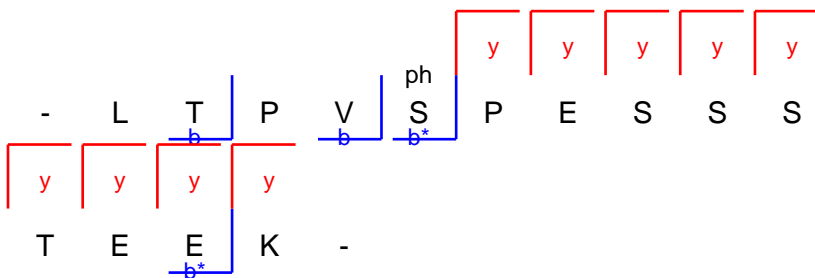 y y y y y
ph
- L T P V S P E S S S
b b b*
y y y y
T E E K -
b*